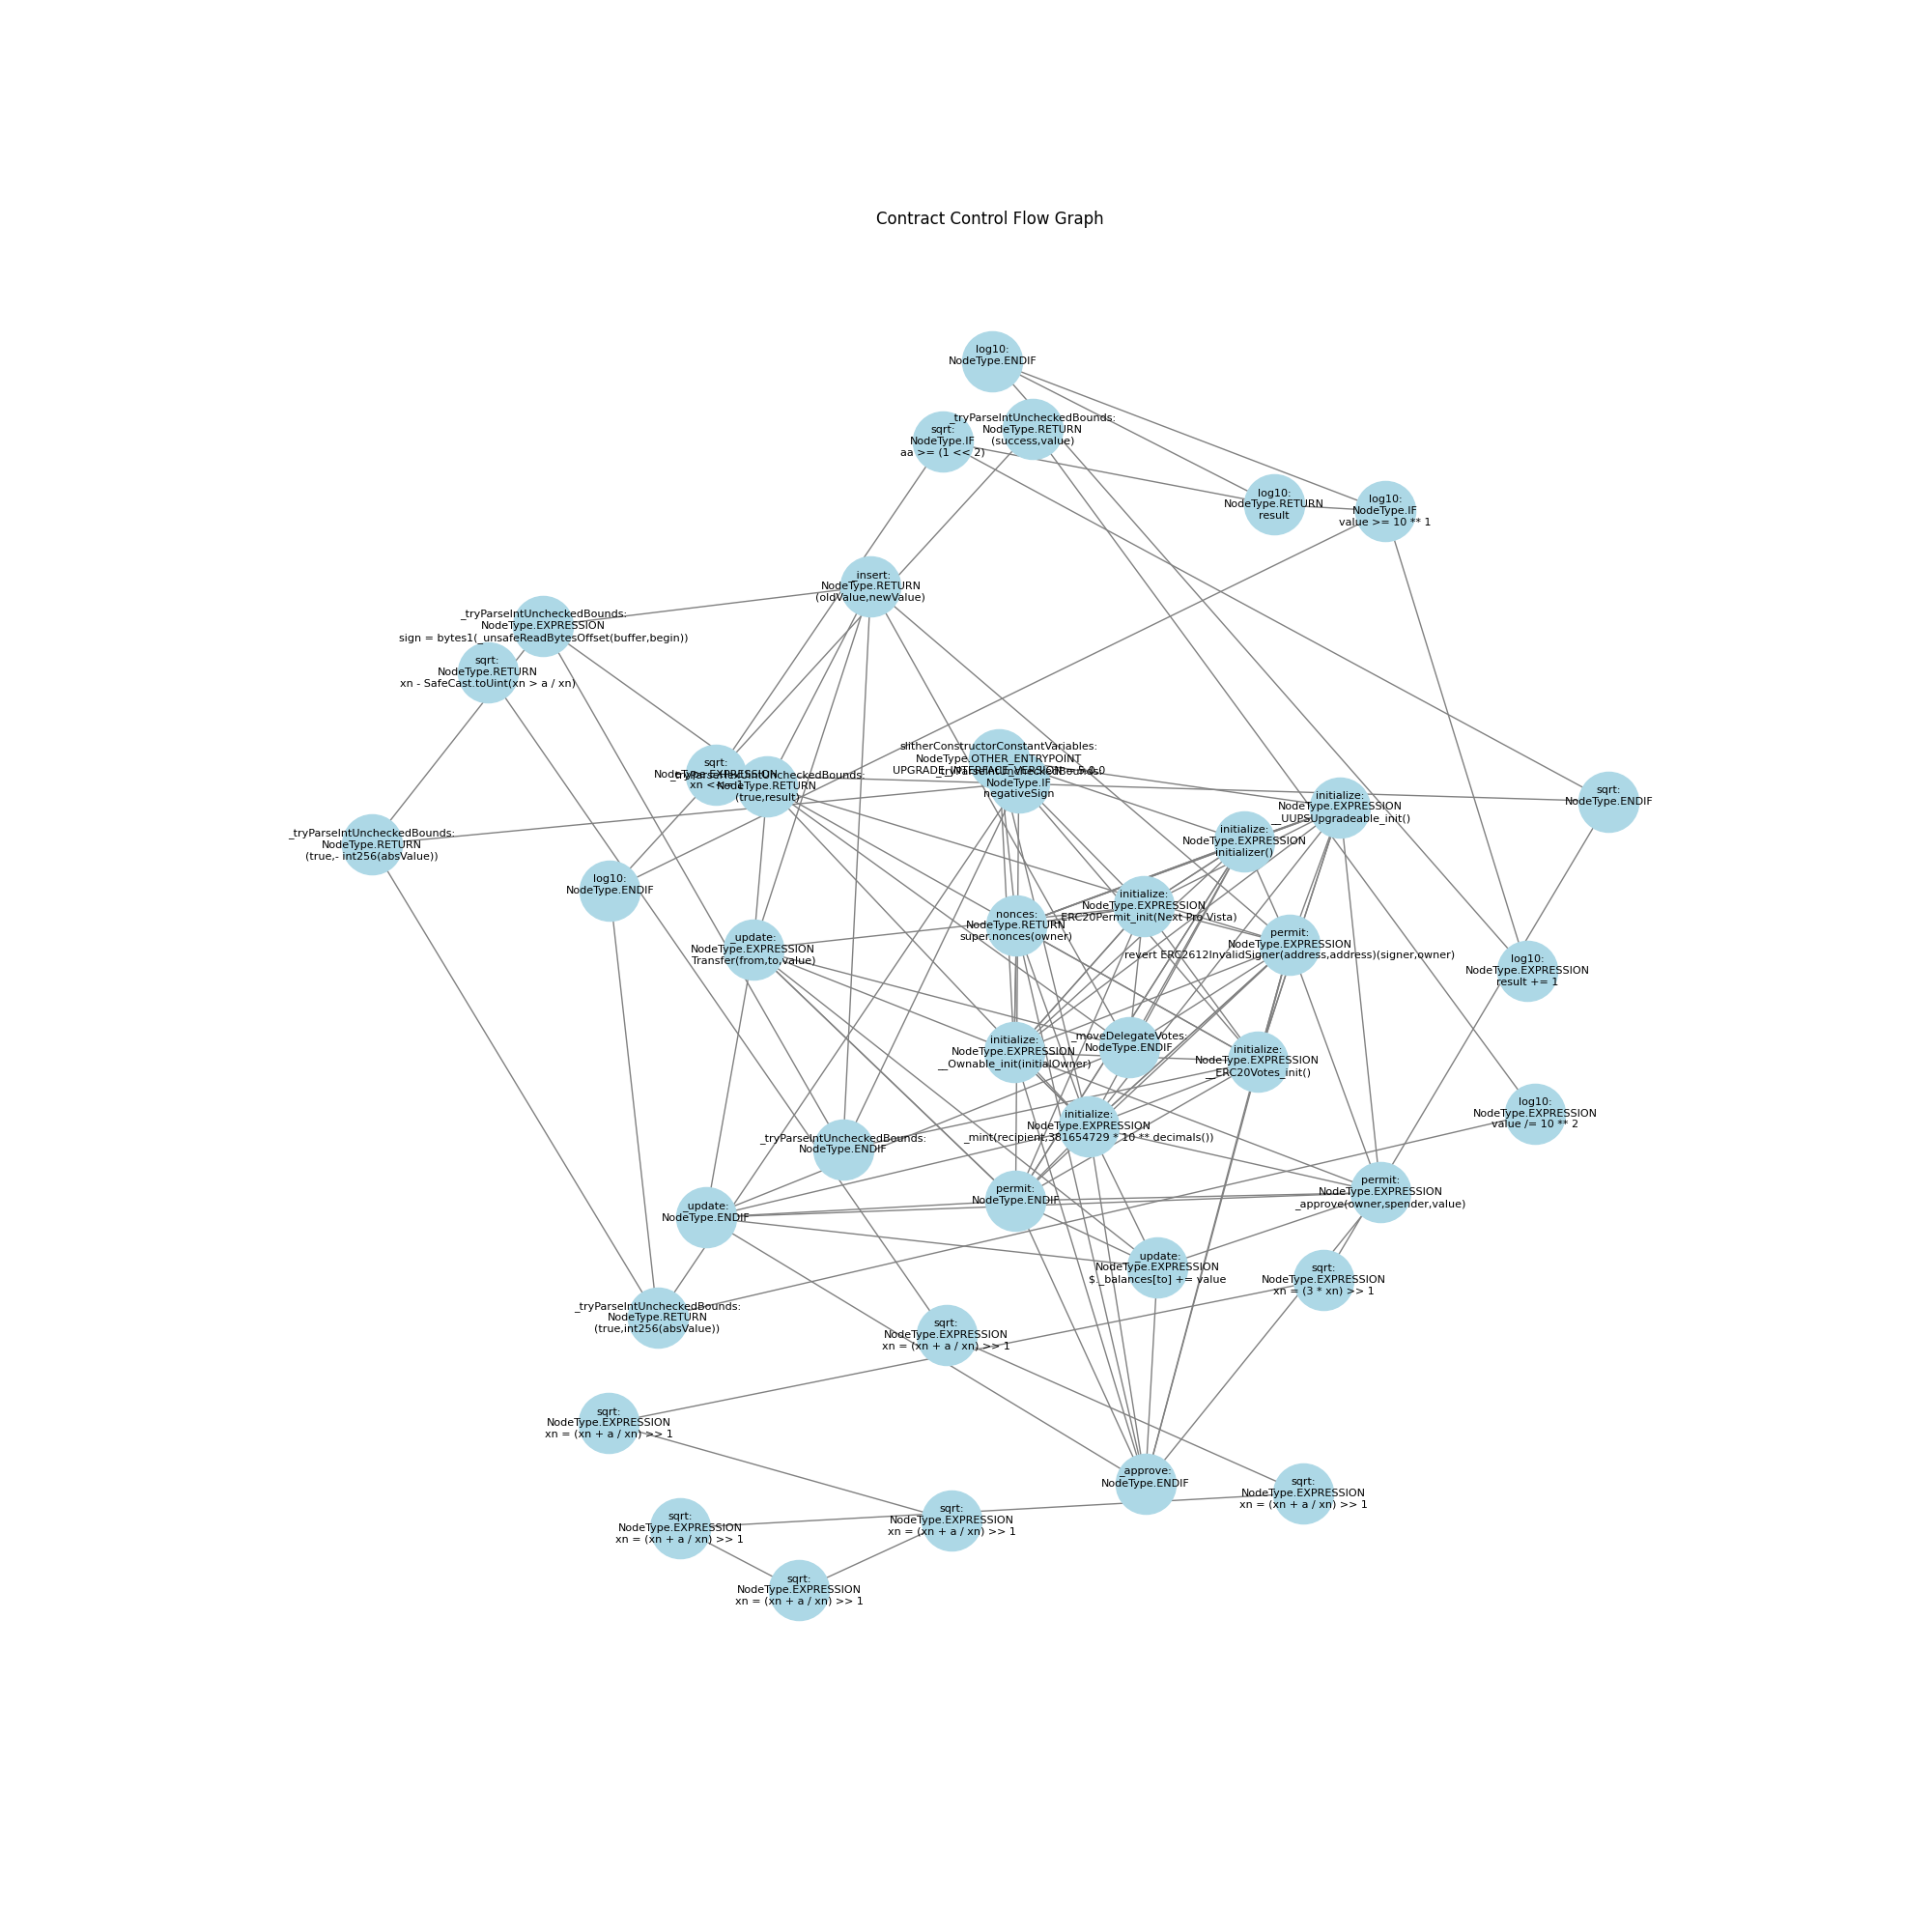 Contract Control Flow Graph
log10:
NodeType.ENDIF
_tryParseIntUncheckedBounds:
NodeType.RETURN
(success,value)
sqrt:
NodeType.IF
aa >= (1 << 2)
log10:
NodeType.RETURN
result
log10:
NodeType.IF
value >= 10 ** 1
_insert:
NodeType.RETURN
(oldValue,newValue)
_tryParseIntUncheckedBounds:
NodeType.EXPRESSION
sign = bytes1(_unsafeReadBytesOffset(buffer,begin))
sqrt:
NodeType.RETURN
xn - SafeCast.toUint(xn > a / xn)
slitherConstructorConstantVariables:
NodeType.OTHER_ENTRYPOINT
UPGRADE_INTERFACE_VERSION = 5.0.0
_tryParseIntUncheckedBounds:
NodeType.IF
negativeSign
sqrt:
NodeType.EXPRESSION
xn <<= 1
_tryParseHexUintUncheckedBounds:
NodeType.RETURN
(true,result)
initialize:
NodeType.EXPRESSION
__UUPSUpgradeable_init()
sqrt:
NodeType.ENDIF
initialize:
NodeType.EXPRESSION
initializer()
_tryParseIntUncheckedBounds:
NodeType.RETURN
(true,- int256(absValue))
log10:
NodeType.ENDIF
initialize:
NodeType.EXPRESSION
__ERC20Permit_init(Next Pro Vista)
nonces:
NodeType.RETURN
super.nonces(owner)
permit:
NodeType.EXPRESSION
revert ERC2612InvalidSigner(address,address)(signer,owner)
_update:
NodeType.EXPRESSION
Transfer(from,to,value)
log10:
NodeType.EXPRESSION
result += 1
initialize:
NodeType.EXPRESSION
__Ownable_init(initialOwner)
_moveDelegateVotes:
NodeType.ENDIF
initialize:
NodeType.EXPRESSION
__ERC20Votes_init()
log10:
NodeType.EXPRESSION
value /= 10 ** 2
initialize:
NodeType.EXPRESSION
_mint(recipient,381654729 * 10 ** decimals())
_tryParseIntUncheckedBounds:
NodeType.ENDIF
permit:
NodeType.ENDIF
permit:
NodeType.EXPRESSION
_approve(owner,spender,value)
_update:
NodeType.ENDIF
_update:
NodeType.EXPRESSION
$._balances[to] += value
sqrt:
NodeType.EXPRESSION
xn = (3 * xn) >> 1
_tryParseIntUncheckedBounds:
NodeType.RETURN
(true,int256(absValue))
sqrt:
NodeType.EXPRESSION
xn = (xn + a / xn) >> 1
sqrt:
NodeType.EXPRESSION
xn = (xn + a / xn) >> 1
_approve:
NodeType.ENDIF
sqrt:
NodeType.EXPRESSION
xn = (xn + a / xn) >> 1
sqrt:
NodeType.EXPRESSION
xn = (xn + a / xn) >> 1
sqrt:
NodeType.EXPRESSION
xn = (xn + a / xn) >> 1
sqrt:
NodeType.EXPRESSION
xn = (xn + a / xn) >> 1